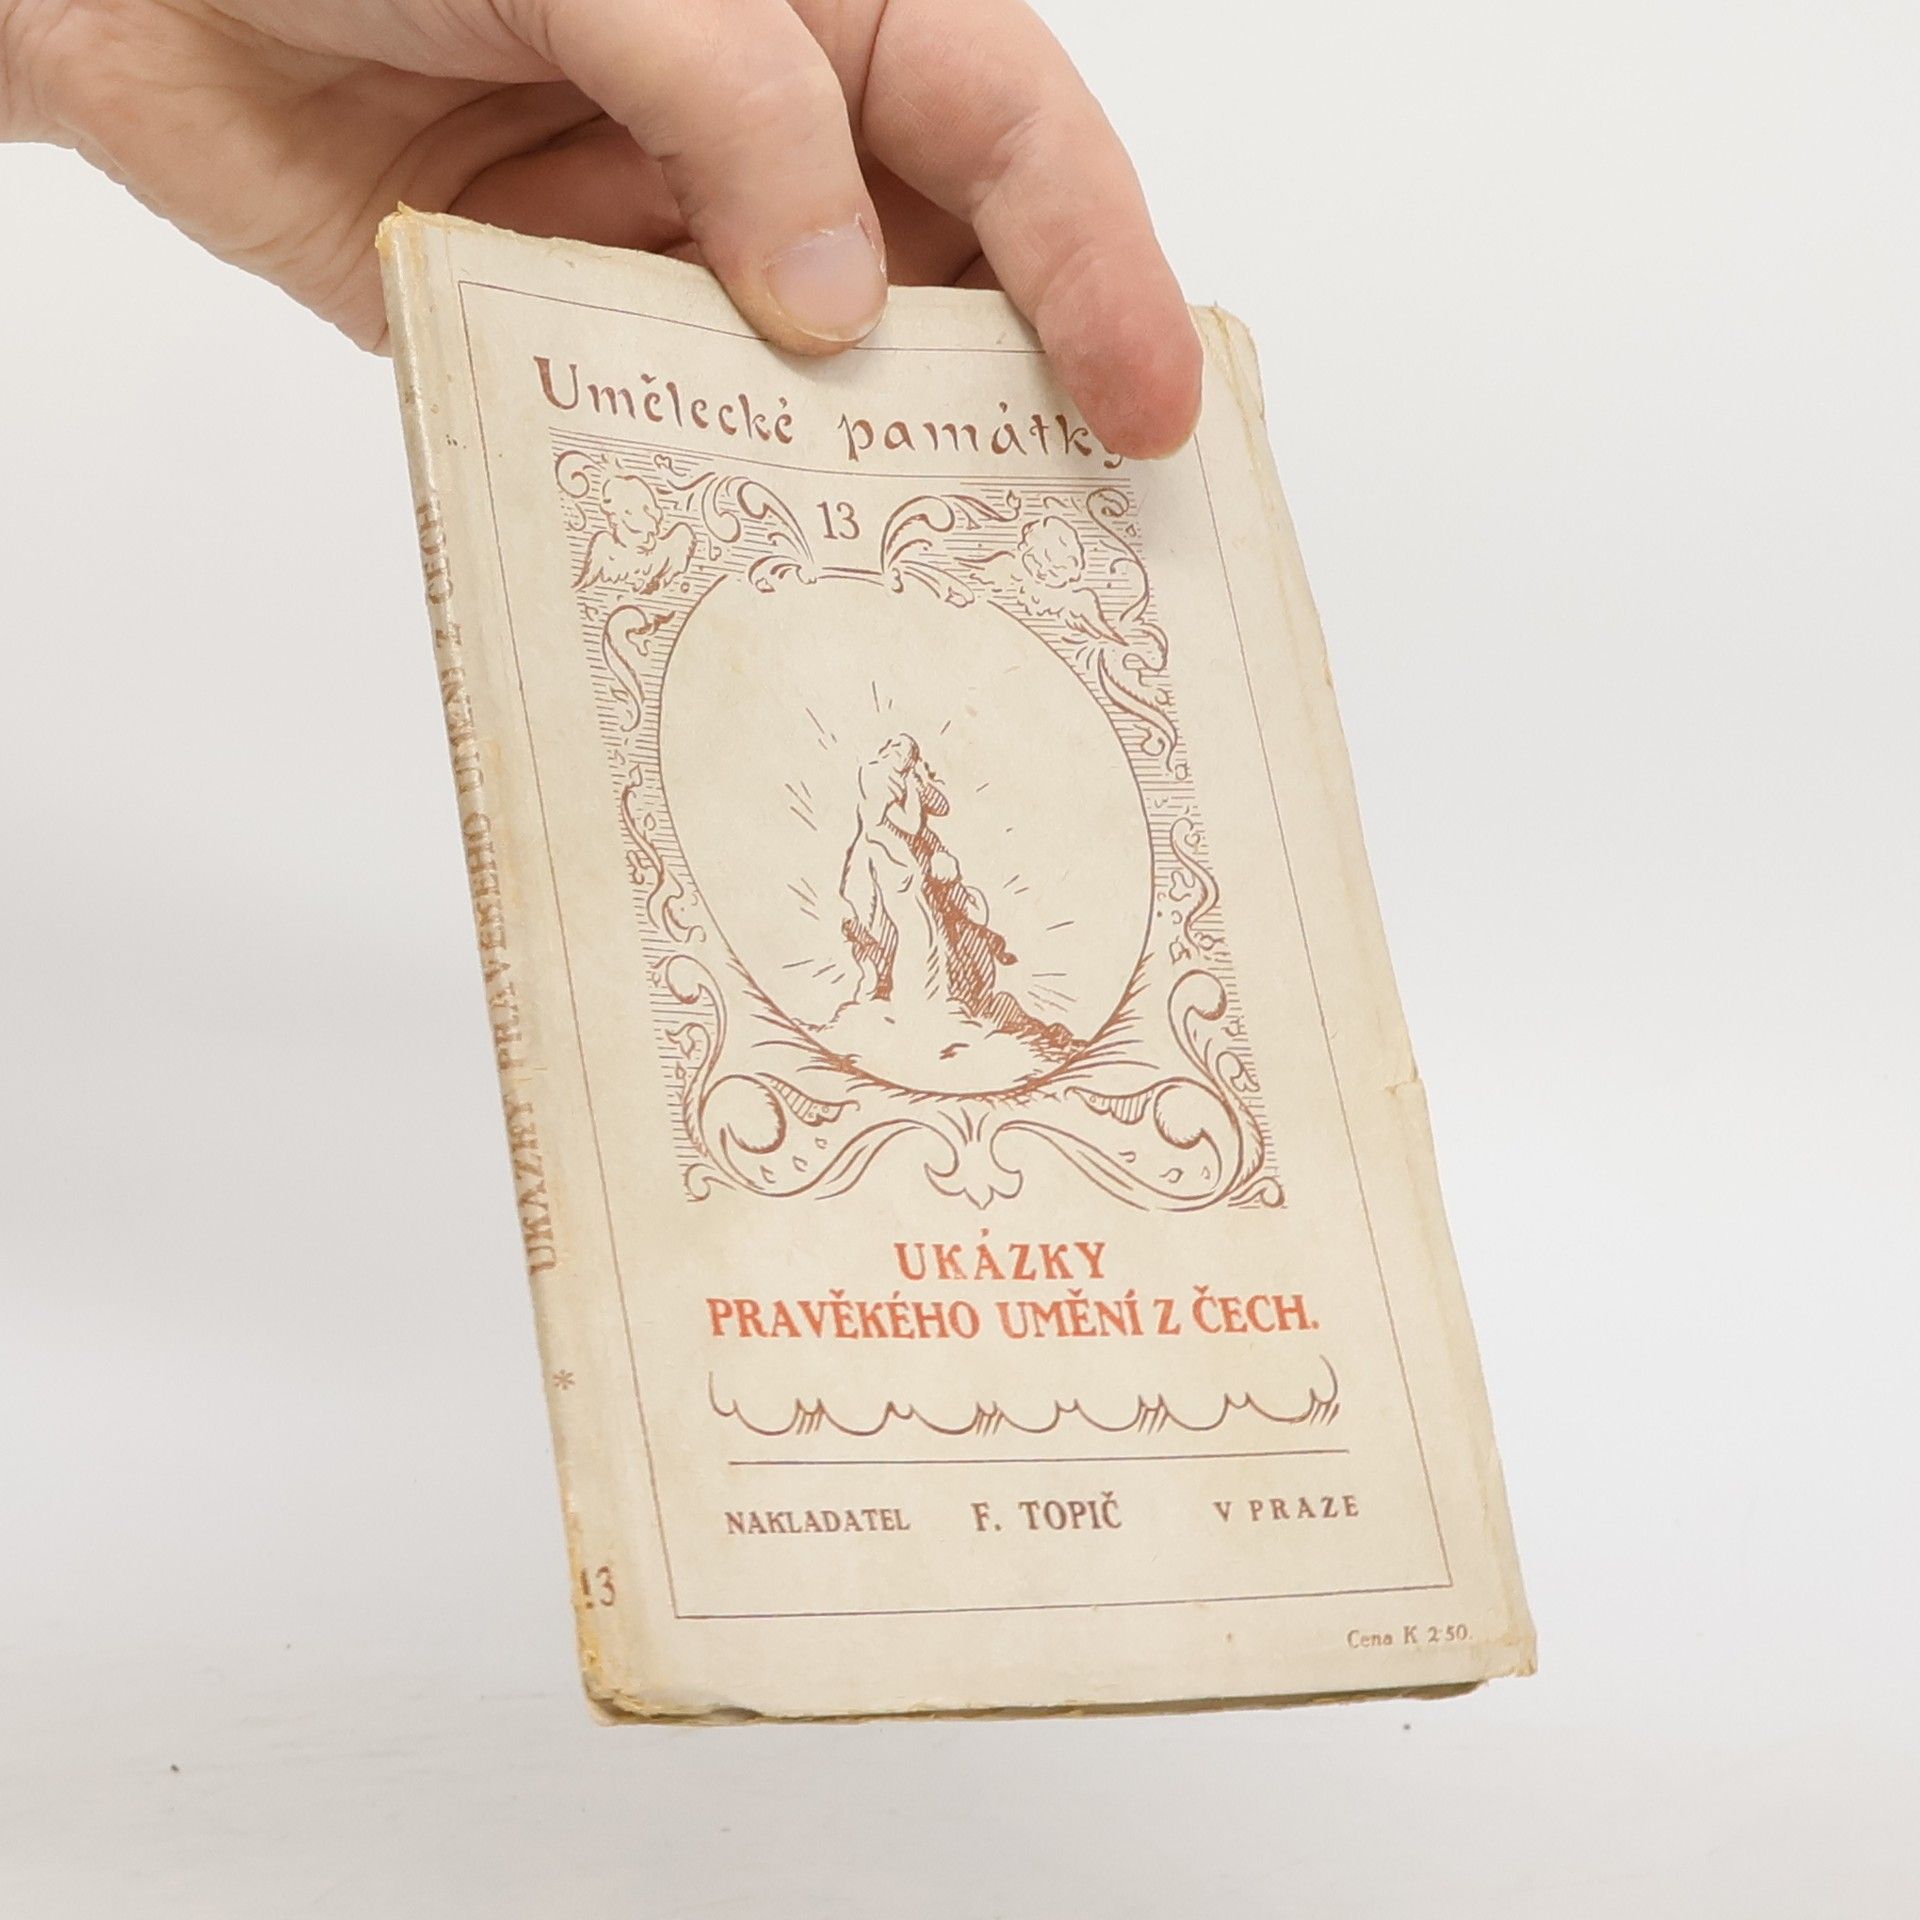 Umělecké památky
13
UKÁZKY
PRAVĚKÉHO UMĚNÍ Z ČECH.
NAKLADATEL F. TOPIČ V PRAZE
Cena K 2·50.
UKÁZKY PRAVĚKÉHO UMĚNÍ Z ČECH
*
13